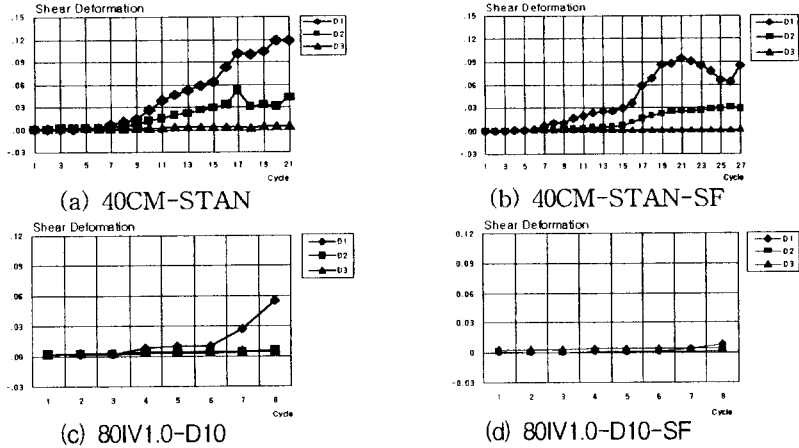 Shear Deformation
.15
.12
.09
.06
.03
.00
-.03
1 3 5 7 9 11 13 15 17 19 21
Cycle
D1
D2
D3
(a) 40CM-STAN
Shear Deformation
.15
.12
.09
.06
.03
.00
-.03
1 3 5 7 9 11 13 15 17 19 21 23 25 27
Cycle
D1
D2
D3
(b) 40CM-STAN-SF
Shear Deformation
.12
.09
.06
.03
.00
-.03
1 2 3 4 5 6 7 8
Cycle
D1
D2
D3
(c) 80IV1.0-D10
Shear Deformation
0.12
0.09
0.06
0.03
0
-0.03
1 2 3 4 5 6 7 8
Cycle
D1
D2
D3
(d) 80IV1.0-D10-SF